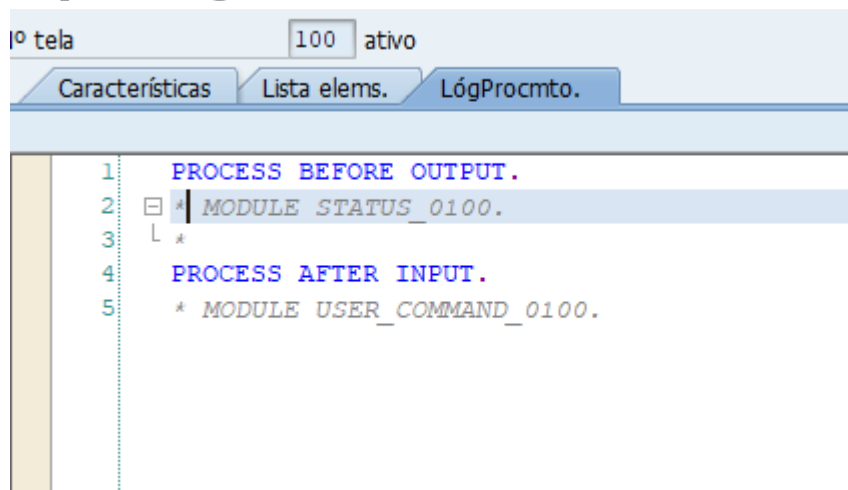 º tela 100 ativo
Características Lista elems. LógProcmto.
1 PROCESS BEFORE OUTPUT.
2 * MODULE STATUS_0100.
3 *
4 PROCESS AFTER INPUT.
5 * MODULE USER_COMMAND_0100.